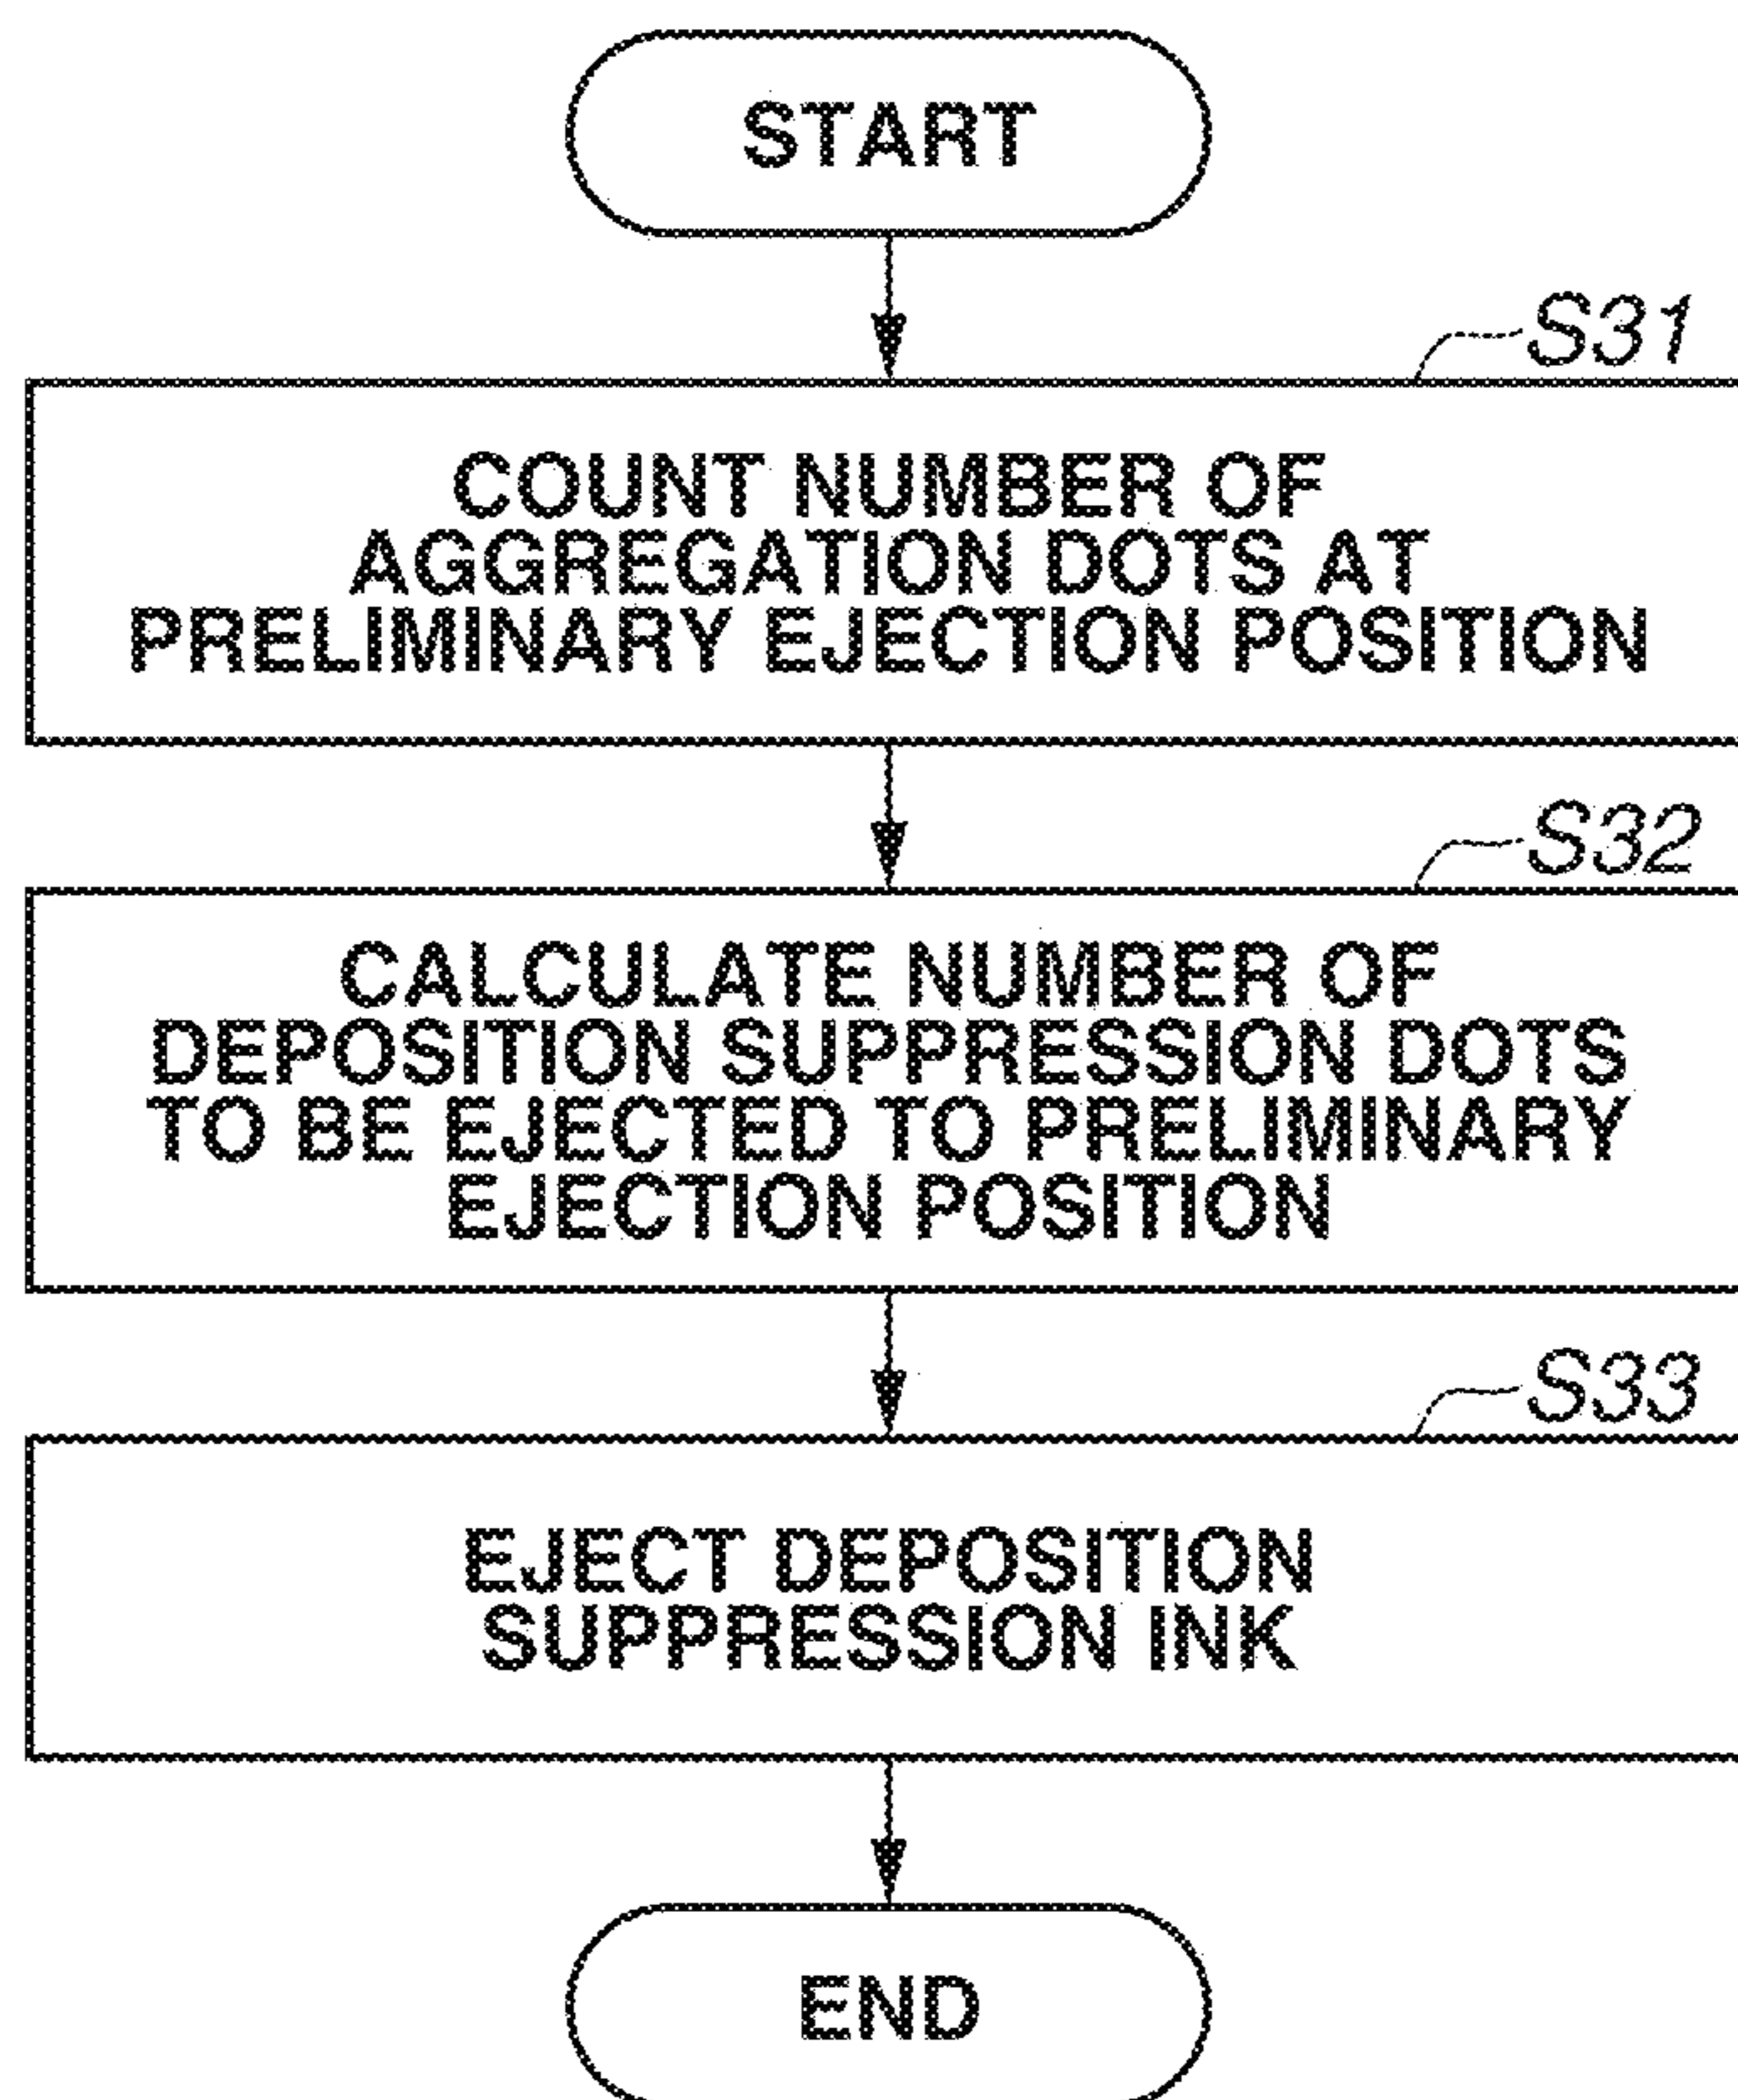 START
S31
COUNT NUMBER OF
AGGREGATION DOTS AT
PRELIMINARY EJECTION POSITION
S32
CALCULATE NUMBER OF
DEPOSITION SUPPRESSION DOTS
TO BE EJECTED TO PRELIMINARY
EJECTION POSITION
S33
EJECT DEPOSITION
SUPPRESSION INK
END